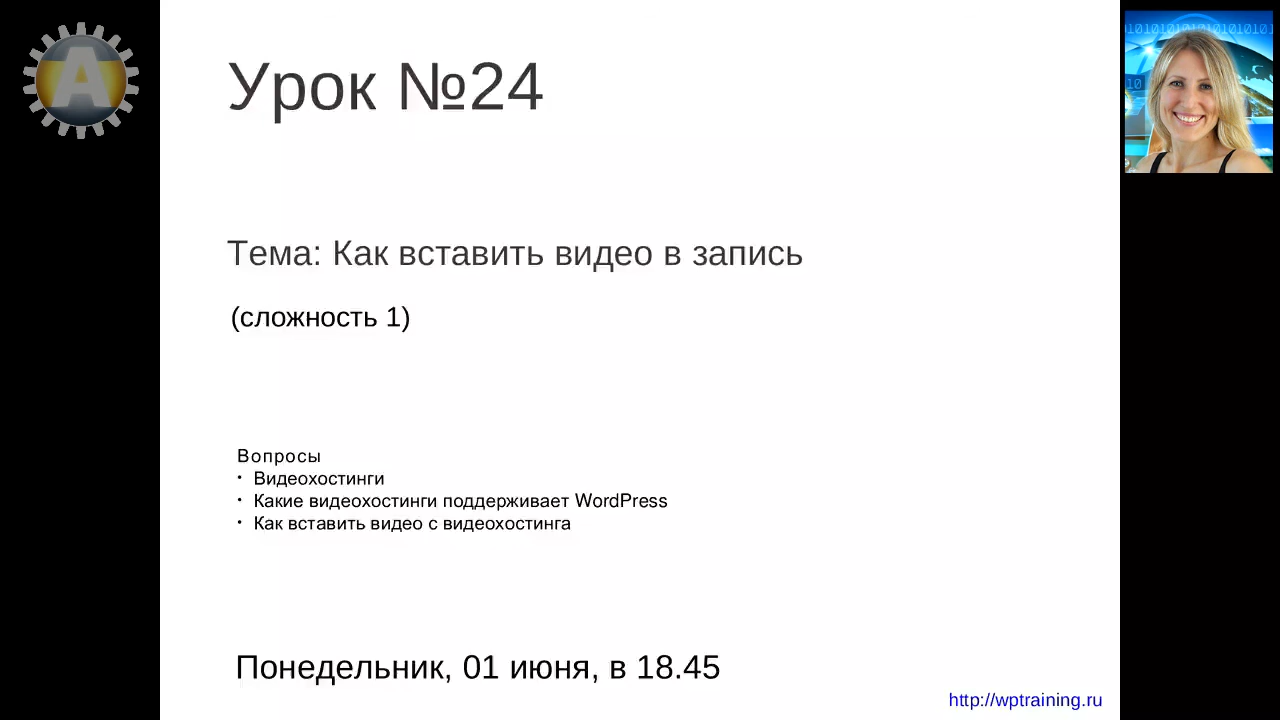 A
Урок №24
Тема: Как вставить видео в запись
(сложность 1)
Вопросы
• Видеохостинги
• Какие видеохостинги поддерживает WordPress
• Как вставить видео с видеохостинга
Понедельник, 01 июня, в 18.45
http://wptraining.ru